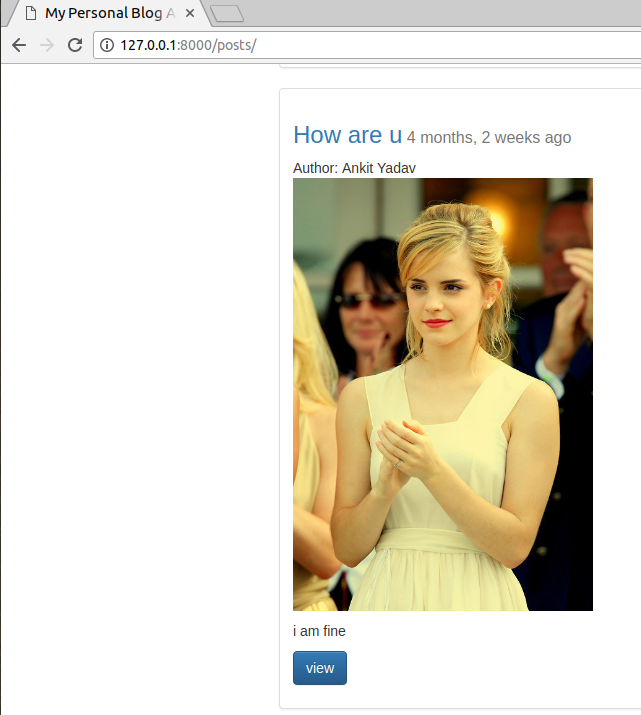 My Personal Blog A
127.0.0.1:8000/posts/
How are u 4 months, 2 weeks ago
Author: Ankit Yadav
i am fine
view